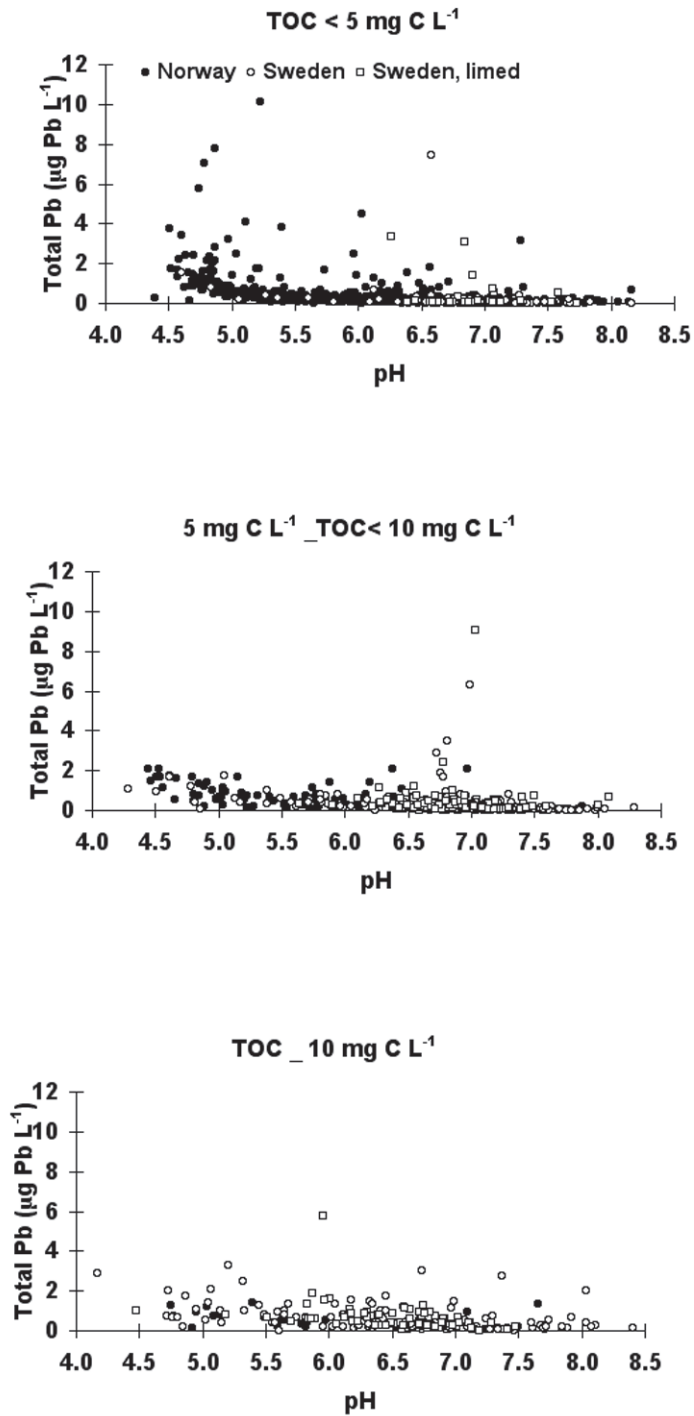 TOC < 5 mg C L⁻¹
Norway Sweden Sweden, limed
Total Pb (µg Pb L⁻¹)
12
10
8
6
4
2
0
4.0 4.5 5.0 5.5 6.0 6.5 7.0 7.5 8.0 8.5
pH
5 mg C L⁻¹ _TOC< 10 mg C L⁻¹
Total Pb (µg Pb L⁻¹)
12
10
8
6
4
2
0
4.0 4.5 5.0 5.5 6.0 6.5 7.0 7.5 8.0 8.5
pH
TOC _ 10 mg C L⁻¹
Total Pb (µg Pb L⁻¹)
12
10
8
6
4
2
0
4.0 4.5 5.0 5.5 6.0 6.5 7.0 7.5 8.0 8.5
pH